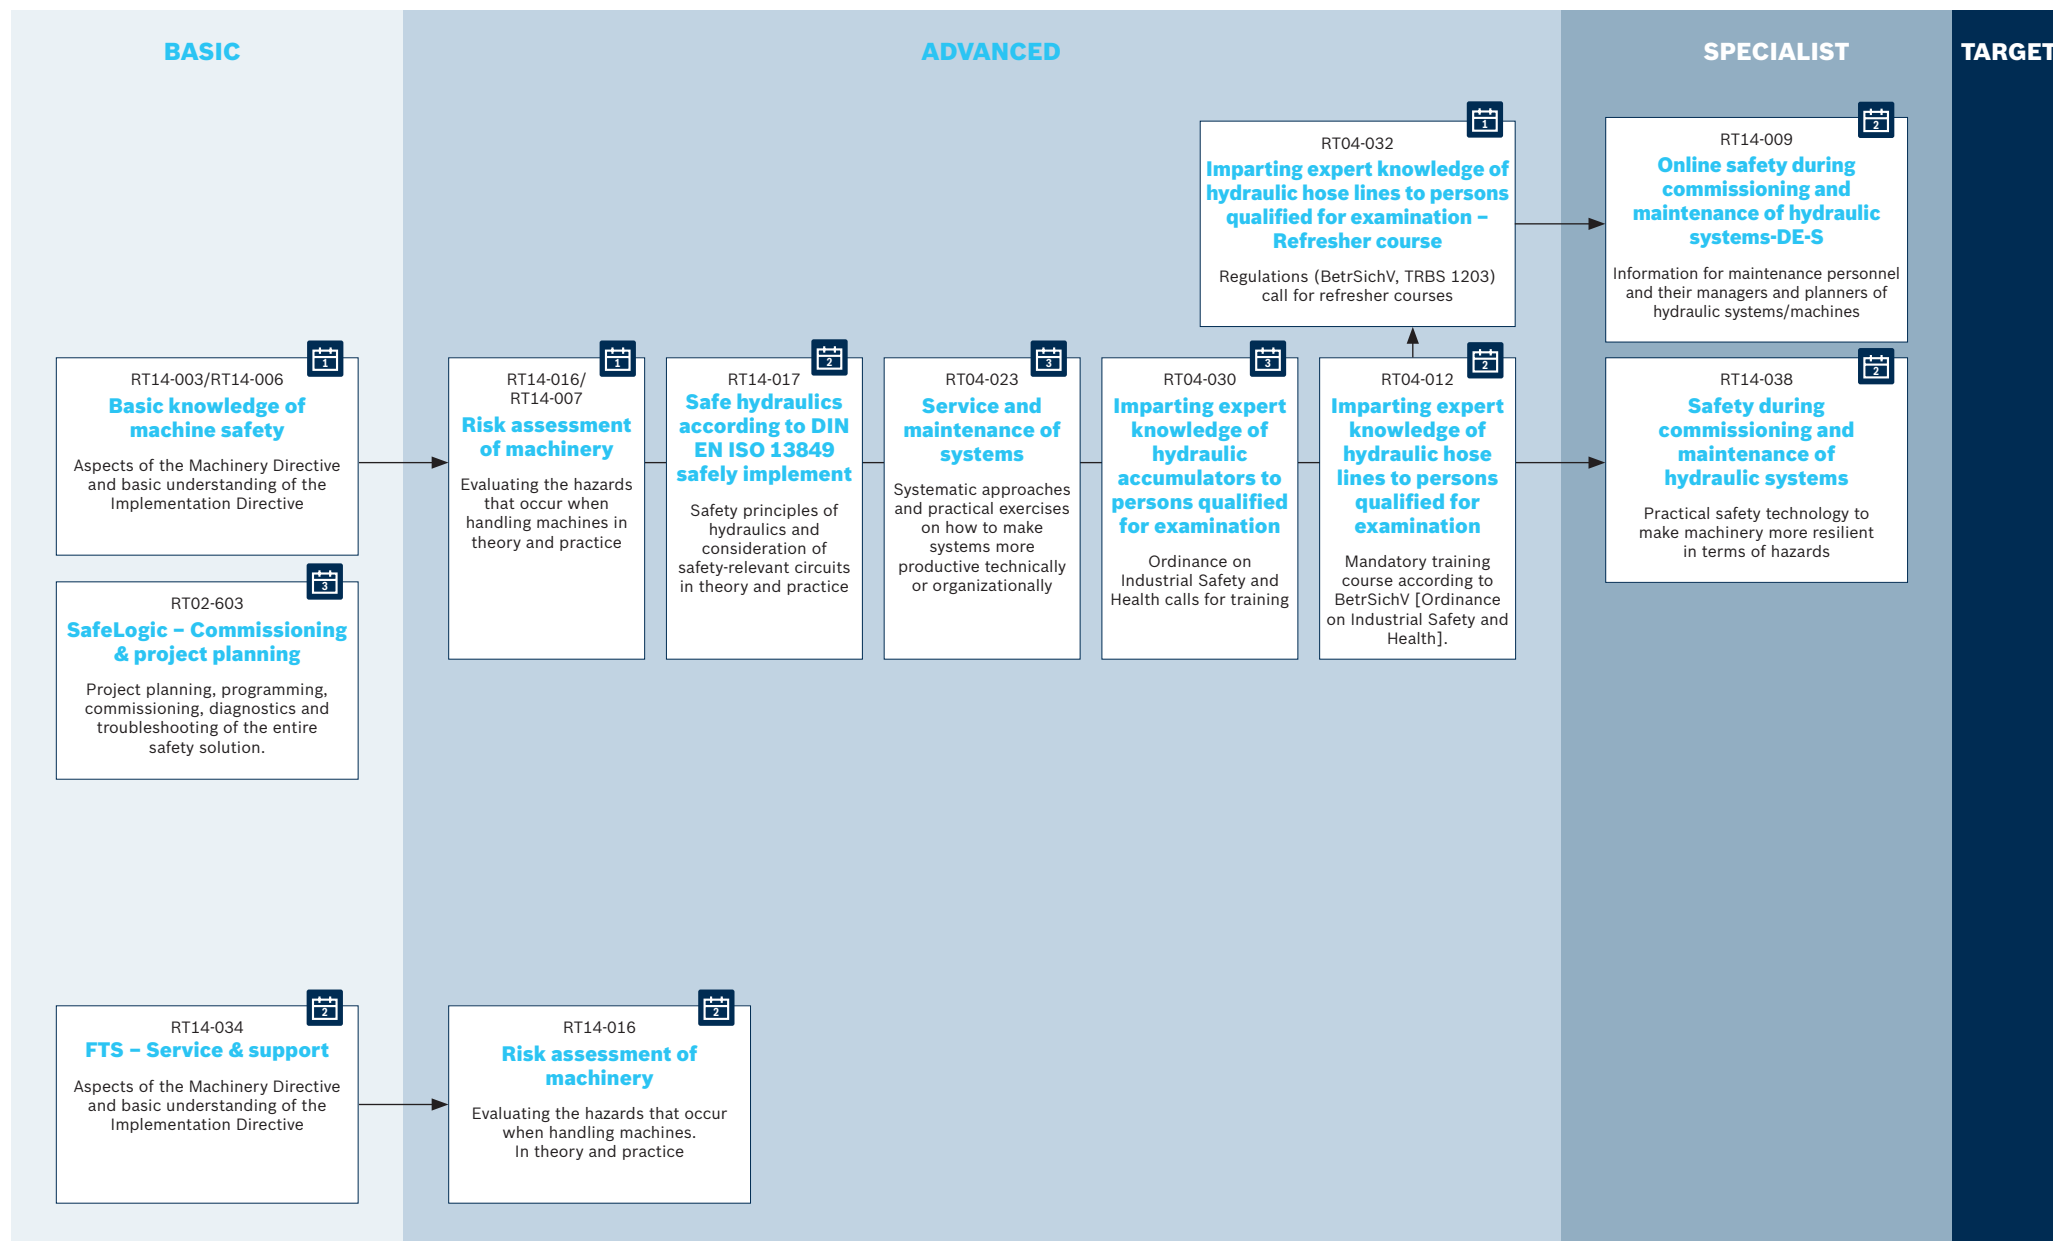 BASIC
ADVANCED
SPECIALIST
TARGET
1
RT04-032
Imparting expert knowledge of
hydraulic hose lines to persons
qualified for examination –
Refresher course
Regulations (BetrSichV, TRBS 1203)
call for refresher courses
2
RT14-009
Online safety during
commissioning and
maintenance of hydraulic
systems-DE-S
Information for maintenance personnel
and their managers and planners of
hydraulic systems/machines
1
RT14-003/RT14-006
Basic knowledge of
machine safety
Aspects of the Machinery Directive
and basic understanding of the
Implementation Directive
1
RT14-016/
RT14-007
Risk assessment
of machinery
Evaluating the hazards
that occur when
handling machines in
theory and practice
2
RT14-017
Safe hydraulics
according to DIN
EN ISO 13849
safely implement
Safety principles of
hydraulics and
consideration of
safety-relevant circuits
in theory and practice
3
RT04-023
Service and
maintenance of
systems
Systematic approaches
and practical exercises
on how to make
systems more
productive technically
or organizationally
3
RT04-030
Imparting expert
knowledge of
hydraulic
accumulators to
persons qualified
for examination
Ordinance on
Industrial Safety and
Health calls for training
2
RT04-012
Imparting expert
knowledge of
hydraulic hose
lines to persons
qualified for
examination
Mandatory training
course according to
BetrSichV [Ordinance
on Industrial Safety and
Health].
2
RT14-038
Safety during
commissioning and
maintenance of
hydraulic systems
Practical safety technology to
make machinery more resilient
in terms of hazards
3
RT02-603
SafeLogic – Commissioning
& project planning
Project planning, programming,
commissioning, diagnostics and
troubleshooting of the entire
safety solution.
2
RT14-034
FTS – Service & support
Aspects of the Machinery Directive
and basic understanding of the
Implementation Directive
2
RT14-016
Risk assessment of
machinery
Evaluating the hazards that occur
when handling machines.
In theory and practice